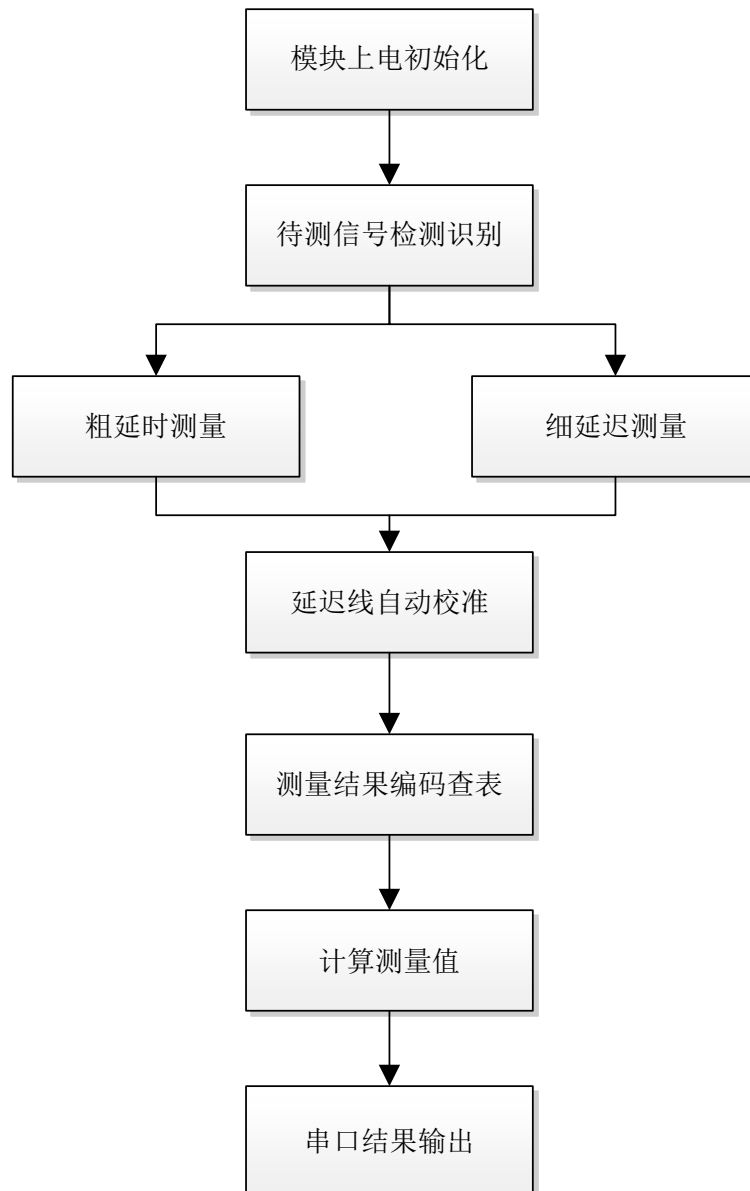 模块上电初始化
待测信号检测识别
粗延时测量
细延迟测量
延迟线自动校准
测量结果编码查表
计算测量值
串口结果输出